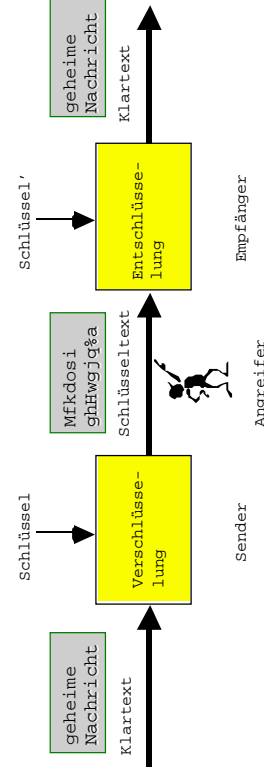 geheime
Nachricht
Klartext
Schlüssel
Verschlüsse-
lung
Sender
Mfkdosi
ghHwgjq%a
Schlüsseltext
Angreifer
Schlüssel’
Entschlüsse-
lung
Empfänger
geheime
Nachricht
Klartext